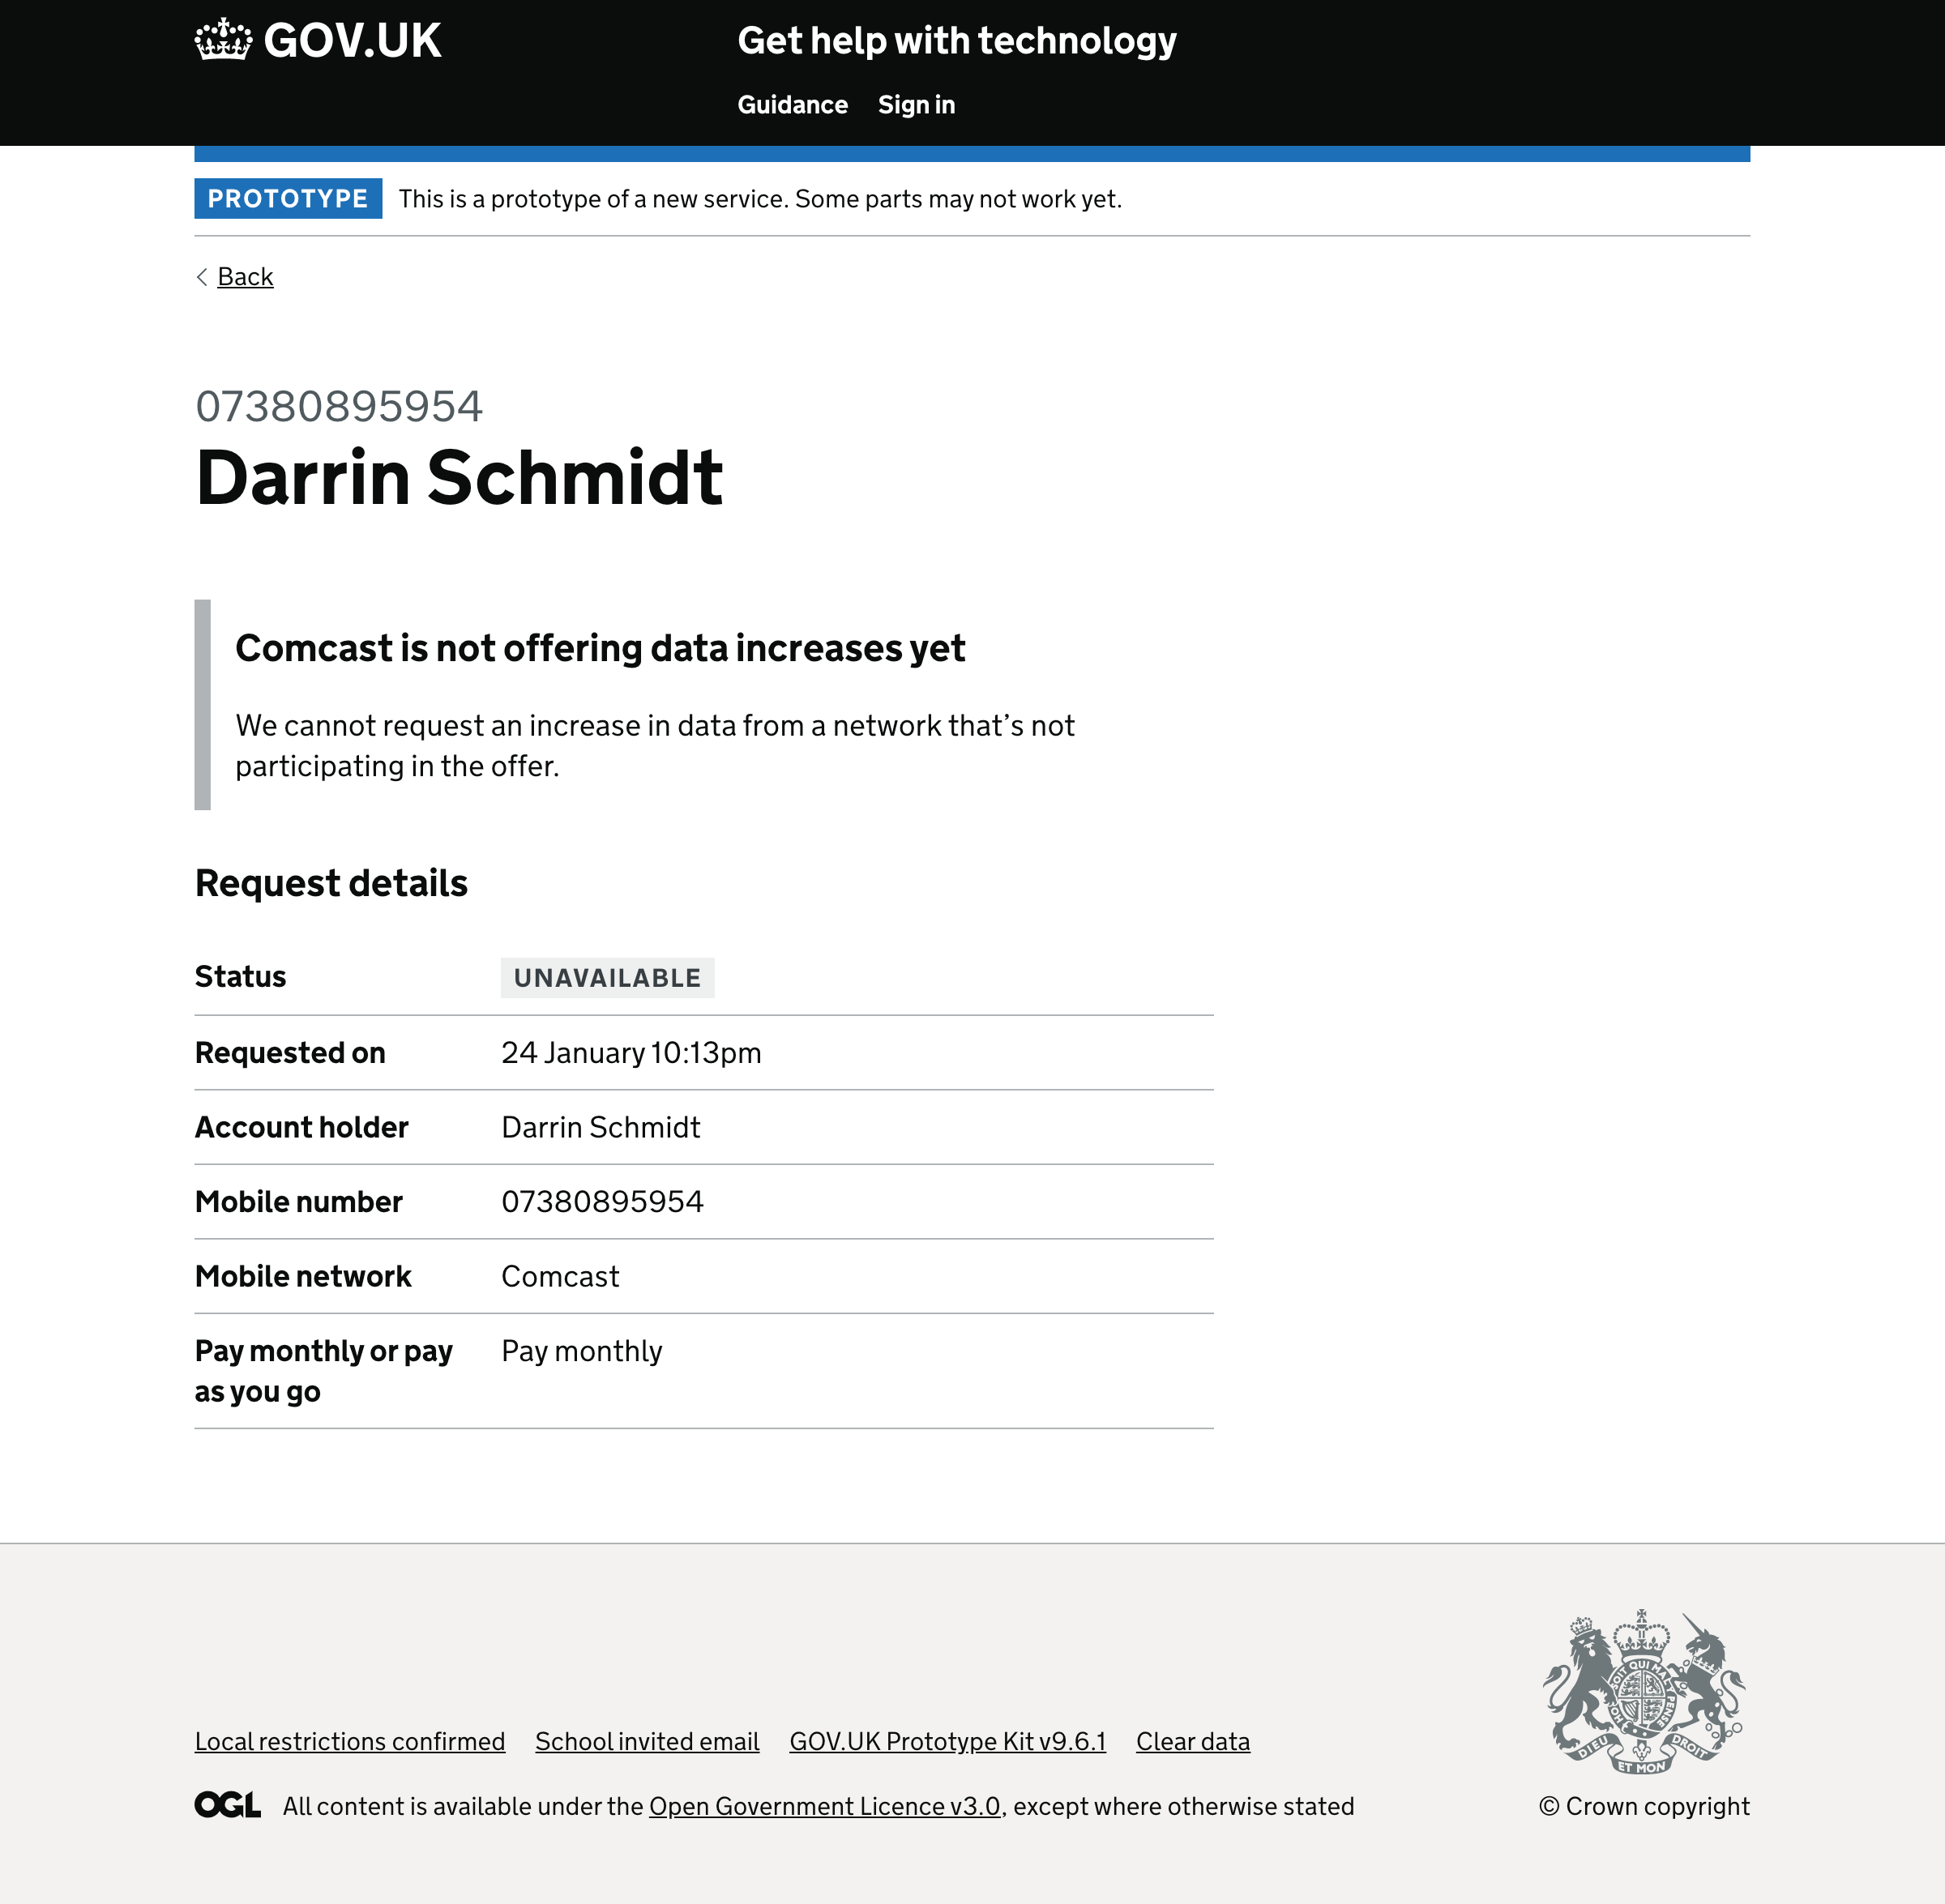 GOV.UK
Get help with technology
Guidance Sign in
PROTOTYPE This is a prototype of a new service. Some parts may not work yet.
Back
07380895954
Darrin Schmidt
Comcast is not offering data increases yet
We cannot request an increase in data from a network that’s not
participating in the offer.
Request details
Status UNAVAILABLE
Requested on 24 January 10:13pm
Account holder Darrin Schmidt
Mobile number 07380895954
Mobile network Comcast
Pay monthly or pay Pay monthly
as you go
Local restrictions confirmed School invited email GOV.UK Prototype Kit v9.6.1 Clear data
OGL All content is available under the Open Government Licence v3.0, except where otherwise stated
SOIT QUI MAL PENSE
DIEU ET MON DROIT
© Crown copyright